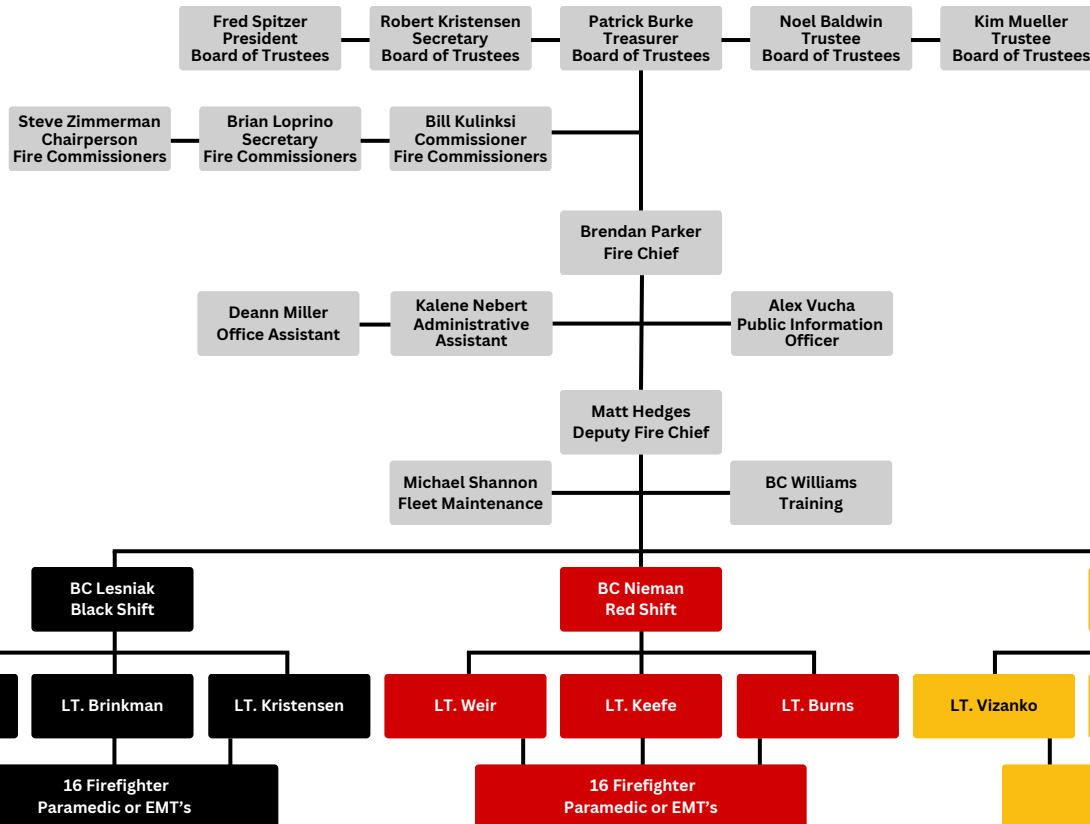 Fred Spitzer
President
Board of Trustees
Robert Kristensen
Secretary
Board of Trustees
Patrick Burke
Treasurer
Board of Trustees
Noel Baldwin
Trustee
Board of Trustees
Kim Mueller
Trustee
Board of Trustees
Steve Zimmerman
Chairperson
Fire Commissioners
Brian Loprino
Secretary
Fire Commissioners
Bill Kulinksi
Commissioner
Fire Commissioners
Brendan Parker
Fire Chief
Deann Miller
Office Assistant
Kalene Nebert
Administrative
Assistant
Alex Vucha
Public Information
Officer
Matt Hedges
Deputy Fire Chief
Michael Shannon
Fleet Maintenance
BC Williams
Training
BC Lesniak
Black Shift
BC Nieman
Red Shift
LT. Brinkman
LT. Kristensen
LT. Weir
LT. Keefe
LT. Burns
LT. Vizanko
16 Firefighter
Paramedic or EMT’s
16 Firefighter
Paramedic or EMT’s